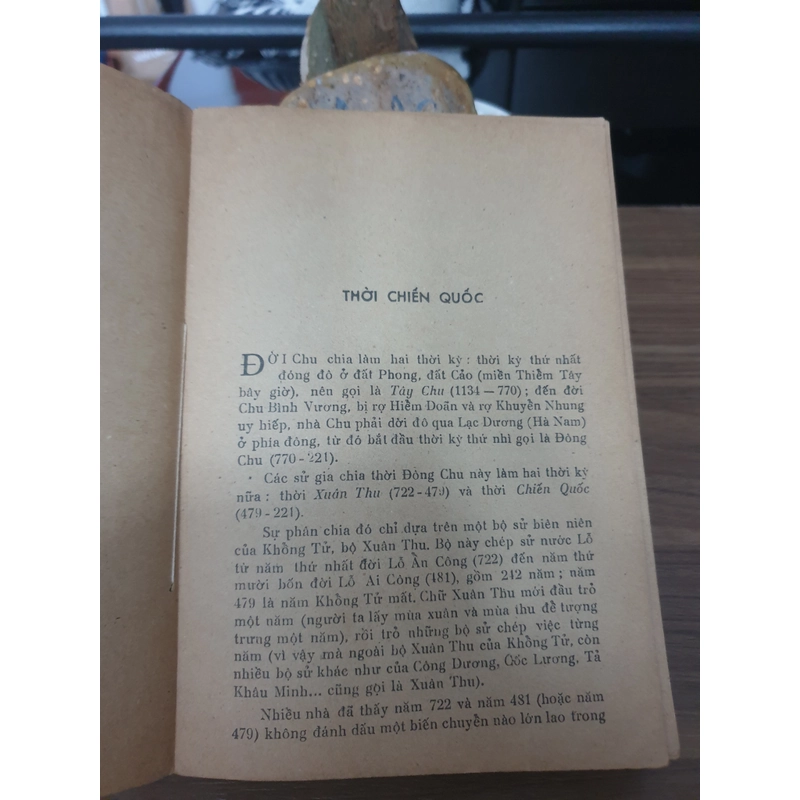 THỜI CHIẾN QUỐC
ĐỜI Chu chia làm hai thời kỳ : thời kỳ thứ nhất
đóng đô ở đất Phong, đất Cảo (miền Thiểm Tây
bây giờ), nên gọi là Tây Chu (1134 – 770) ; đến đời
Chu Bình Vương, bị rợ Hiểm Doãn và rợ Khuyển Nhung
uy hiếp, nhà Chu phải dời đô qua Lạc Dương (Hà Nam)
ở phía đông, từ đó bắt đầu thời kỳ thứ nhì gọi là Đông
Chu (770 - 221).
Các sử gia chia thời Đông Chu này làm hai thời kỳ
nữa : thời Xuân Thu (722 - 479) và thời Chiến Quốc
(479 - 221).
Sự phân chia đó chỉ dựa trên một bộ sử biên niên
của Khổng Tử, bộ Xuân Thu. Bộ này chép sử nước Lỗ
từ năm thứ nhất đời Lỗ Ẩn Công (722) đến năm thứ
mười bốn đời Lỗ Ai Công (481), gồm 242 năm ; năm
479 là năm Khổng Tử mất. Chữ Xuân Thu mới đầu trỏ
một năm (người ta lấy mùa xuân và mùa thu để tượng
trưng một năm), rồi trỏ những bộ sử chép việc từng
năm (vì vậy mà ngoài bộ Xuân Thu của Khổng Tử, còn
nhiều bộ sử khác như của Công Dương, Cốc Lương, Tả
Khâu Minh... cũng gọi là Xuân Thu).
Nhiều nhà đã thấy năm 722 và năm 481 (hoặc năm
479) không đánh dấu một biến chuyển nào lớn lao trong